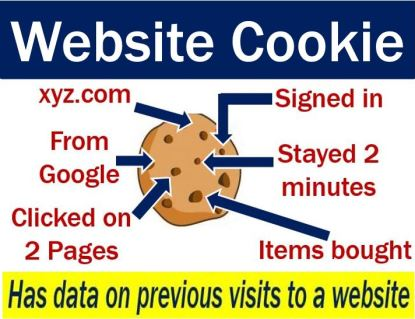 Website Cookie
xyz.com
Signed in
From
Google
Stayed 2
minutes
Clicked on
2 Pages
Items bought
Has data on previous visits to a website